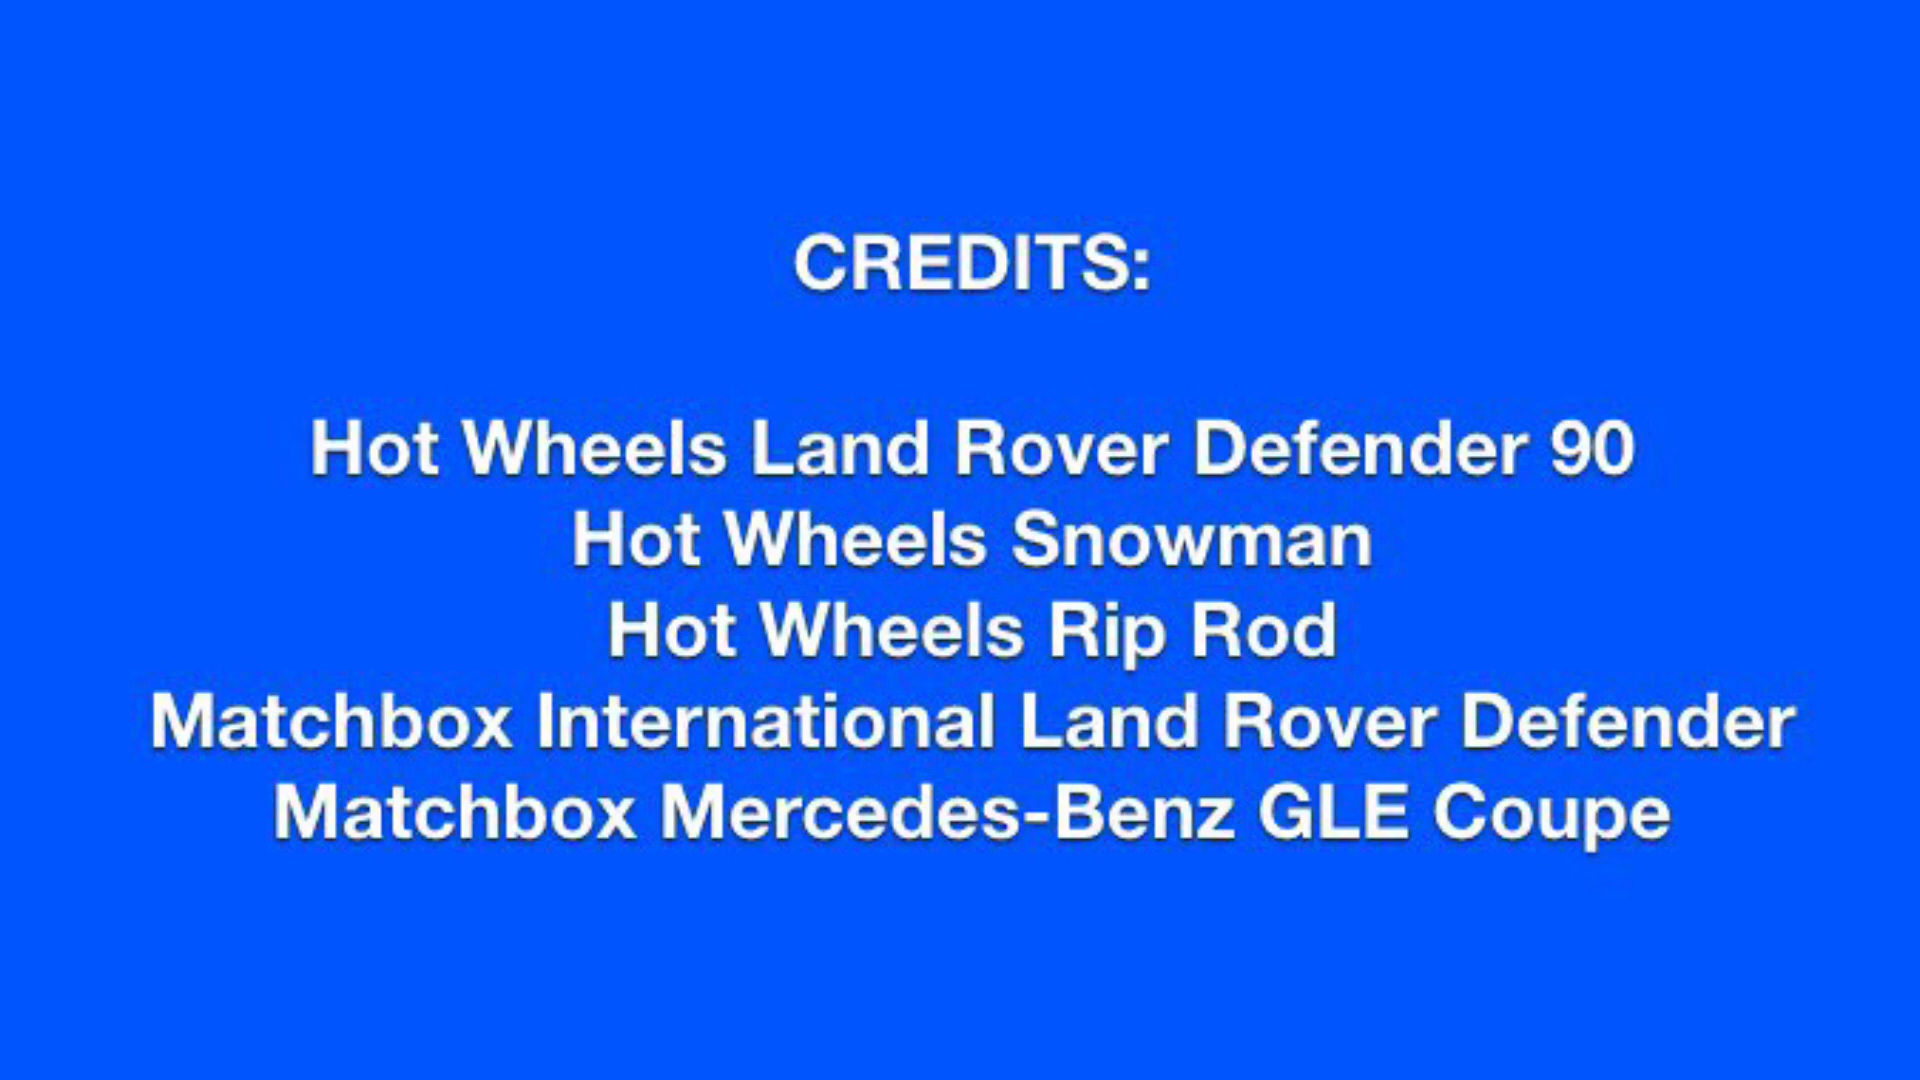 CREDITS:
Hot Wheels Land Rover Defender 90
Hot Wheels Snowman
Hot Wheels Rip Rod
Matchbox International Land Rover Defender
Matchbox Mercedes-Benz GLE Coupe